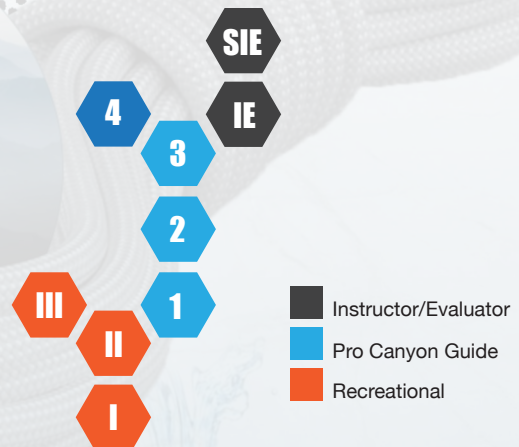 SIE
IE
4
3
2
1
III
II
I
Instructor/Evaluator
Pro Canyon Guide
Recreational